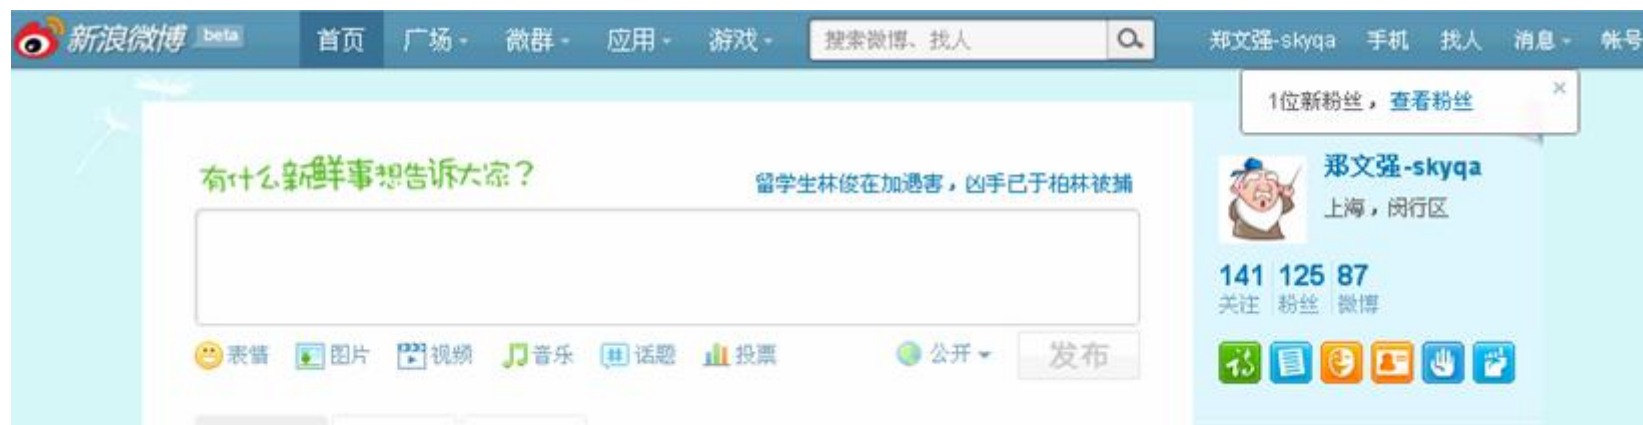 新浪微博 beta 首页 广场 微群 应用 游戏 搜索微博、找人 郑文强-skyqa 手机 找人 消息 帐号
1位新粉丝，查看粉丝 ×
有什么新鲜事想告诉大家？
留学生林俊在加遇害，凶手已于柏林被捕
郑文强-skyqa
上海，闵行区
141 125 87
关注 粉丝 微博
表情 图片 视频 音乐 # 话题 投票 公开 发布